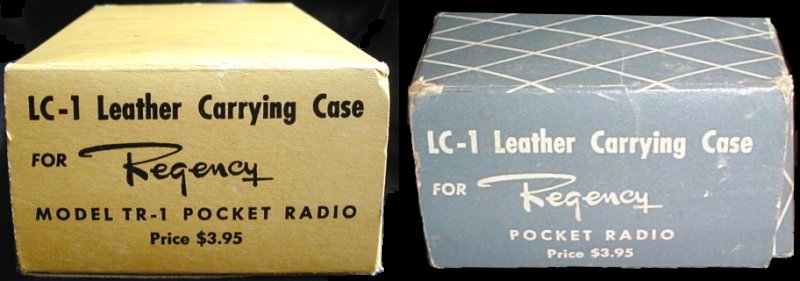 LC-1 Leather Carrying Case
FOR Regency
MODEL TR-1 POCKET RADIO
Price $3.95
LC-1 Leather Carrying Case
FOR Regency
POCKET RADIO
Price $3.95